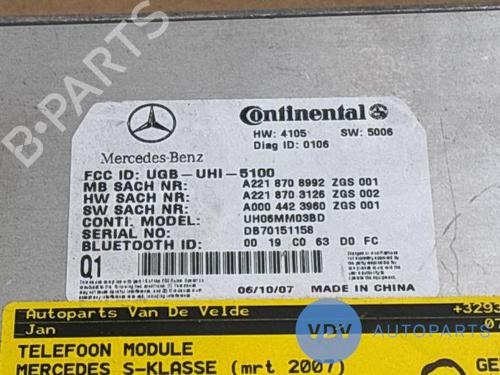 Mercedes-Benz
Continental
HW: 4105 SW: 5006
Diag ID: 0106
FCC ID: UGB-UHI-5100
MB SACH NR: A221 870 8992 ZGS 001
HW SACH NR: A221 870 3126 ZGS 002
SW SACH NR: A000 442 3960 ZGS 001
CONTI. MODEL: UH06MM03BD
SERIAL NO: DB70151158
BLUETOOTH ID: 00 19 C0 63 D0 FC
Q1
06/10/07 MADE IN CHINA
Autoparts Van De Velde +3293
Jan 07
VDV AUTOPARTS
TELEFOON MODULE
MERCEDES S-KLASSE (mrt 2007)
GE